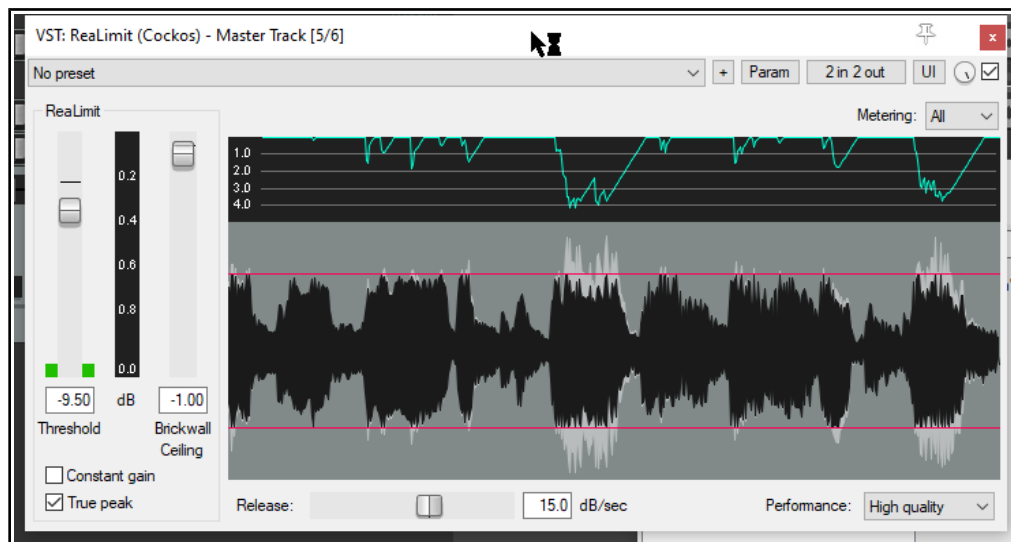 VST: ReaLimit (Cockos) - Master Track [5/6]
x
No preset
+
Param
2 in 2 out
UI
ReaLimit
Metering: All
1.0
2.0
3.0
4.0
0.2
0.4
0.6
0.8
0.0
-9.50 dB -1.00
Threshold
Brickwall
Ceiling
Constant gain
True peak
Release: 15.0 dB/sec
Performance: High quality